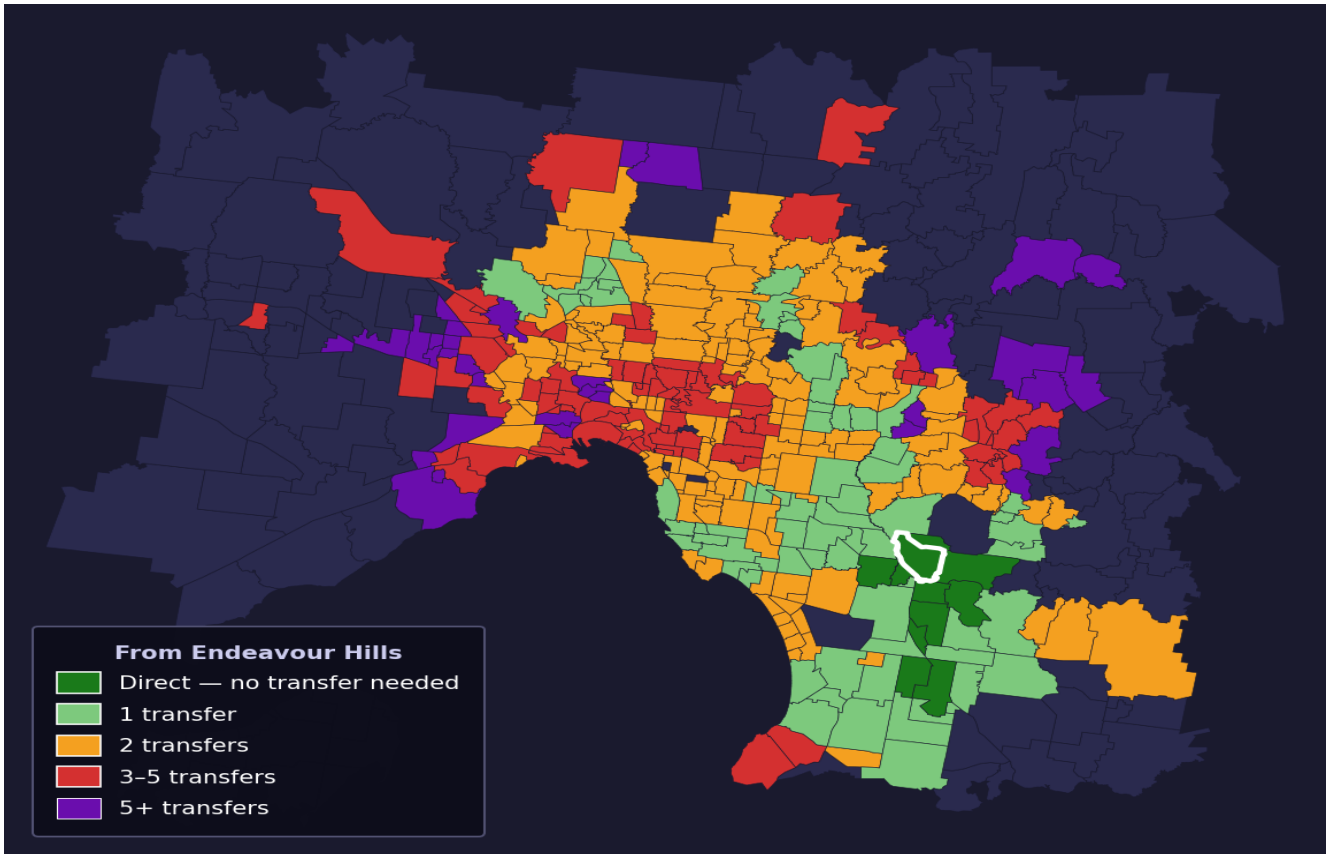 From Endeavour Hills
Direct — no transfer needed
1 transfer
2 transfers
3–5 transfers
5+ transfers